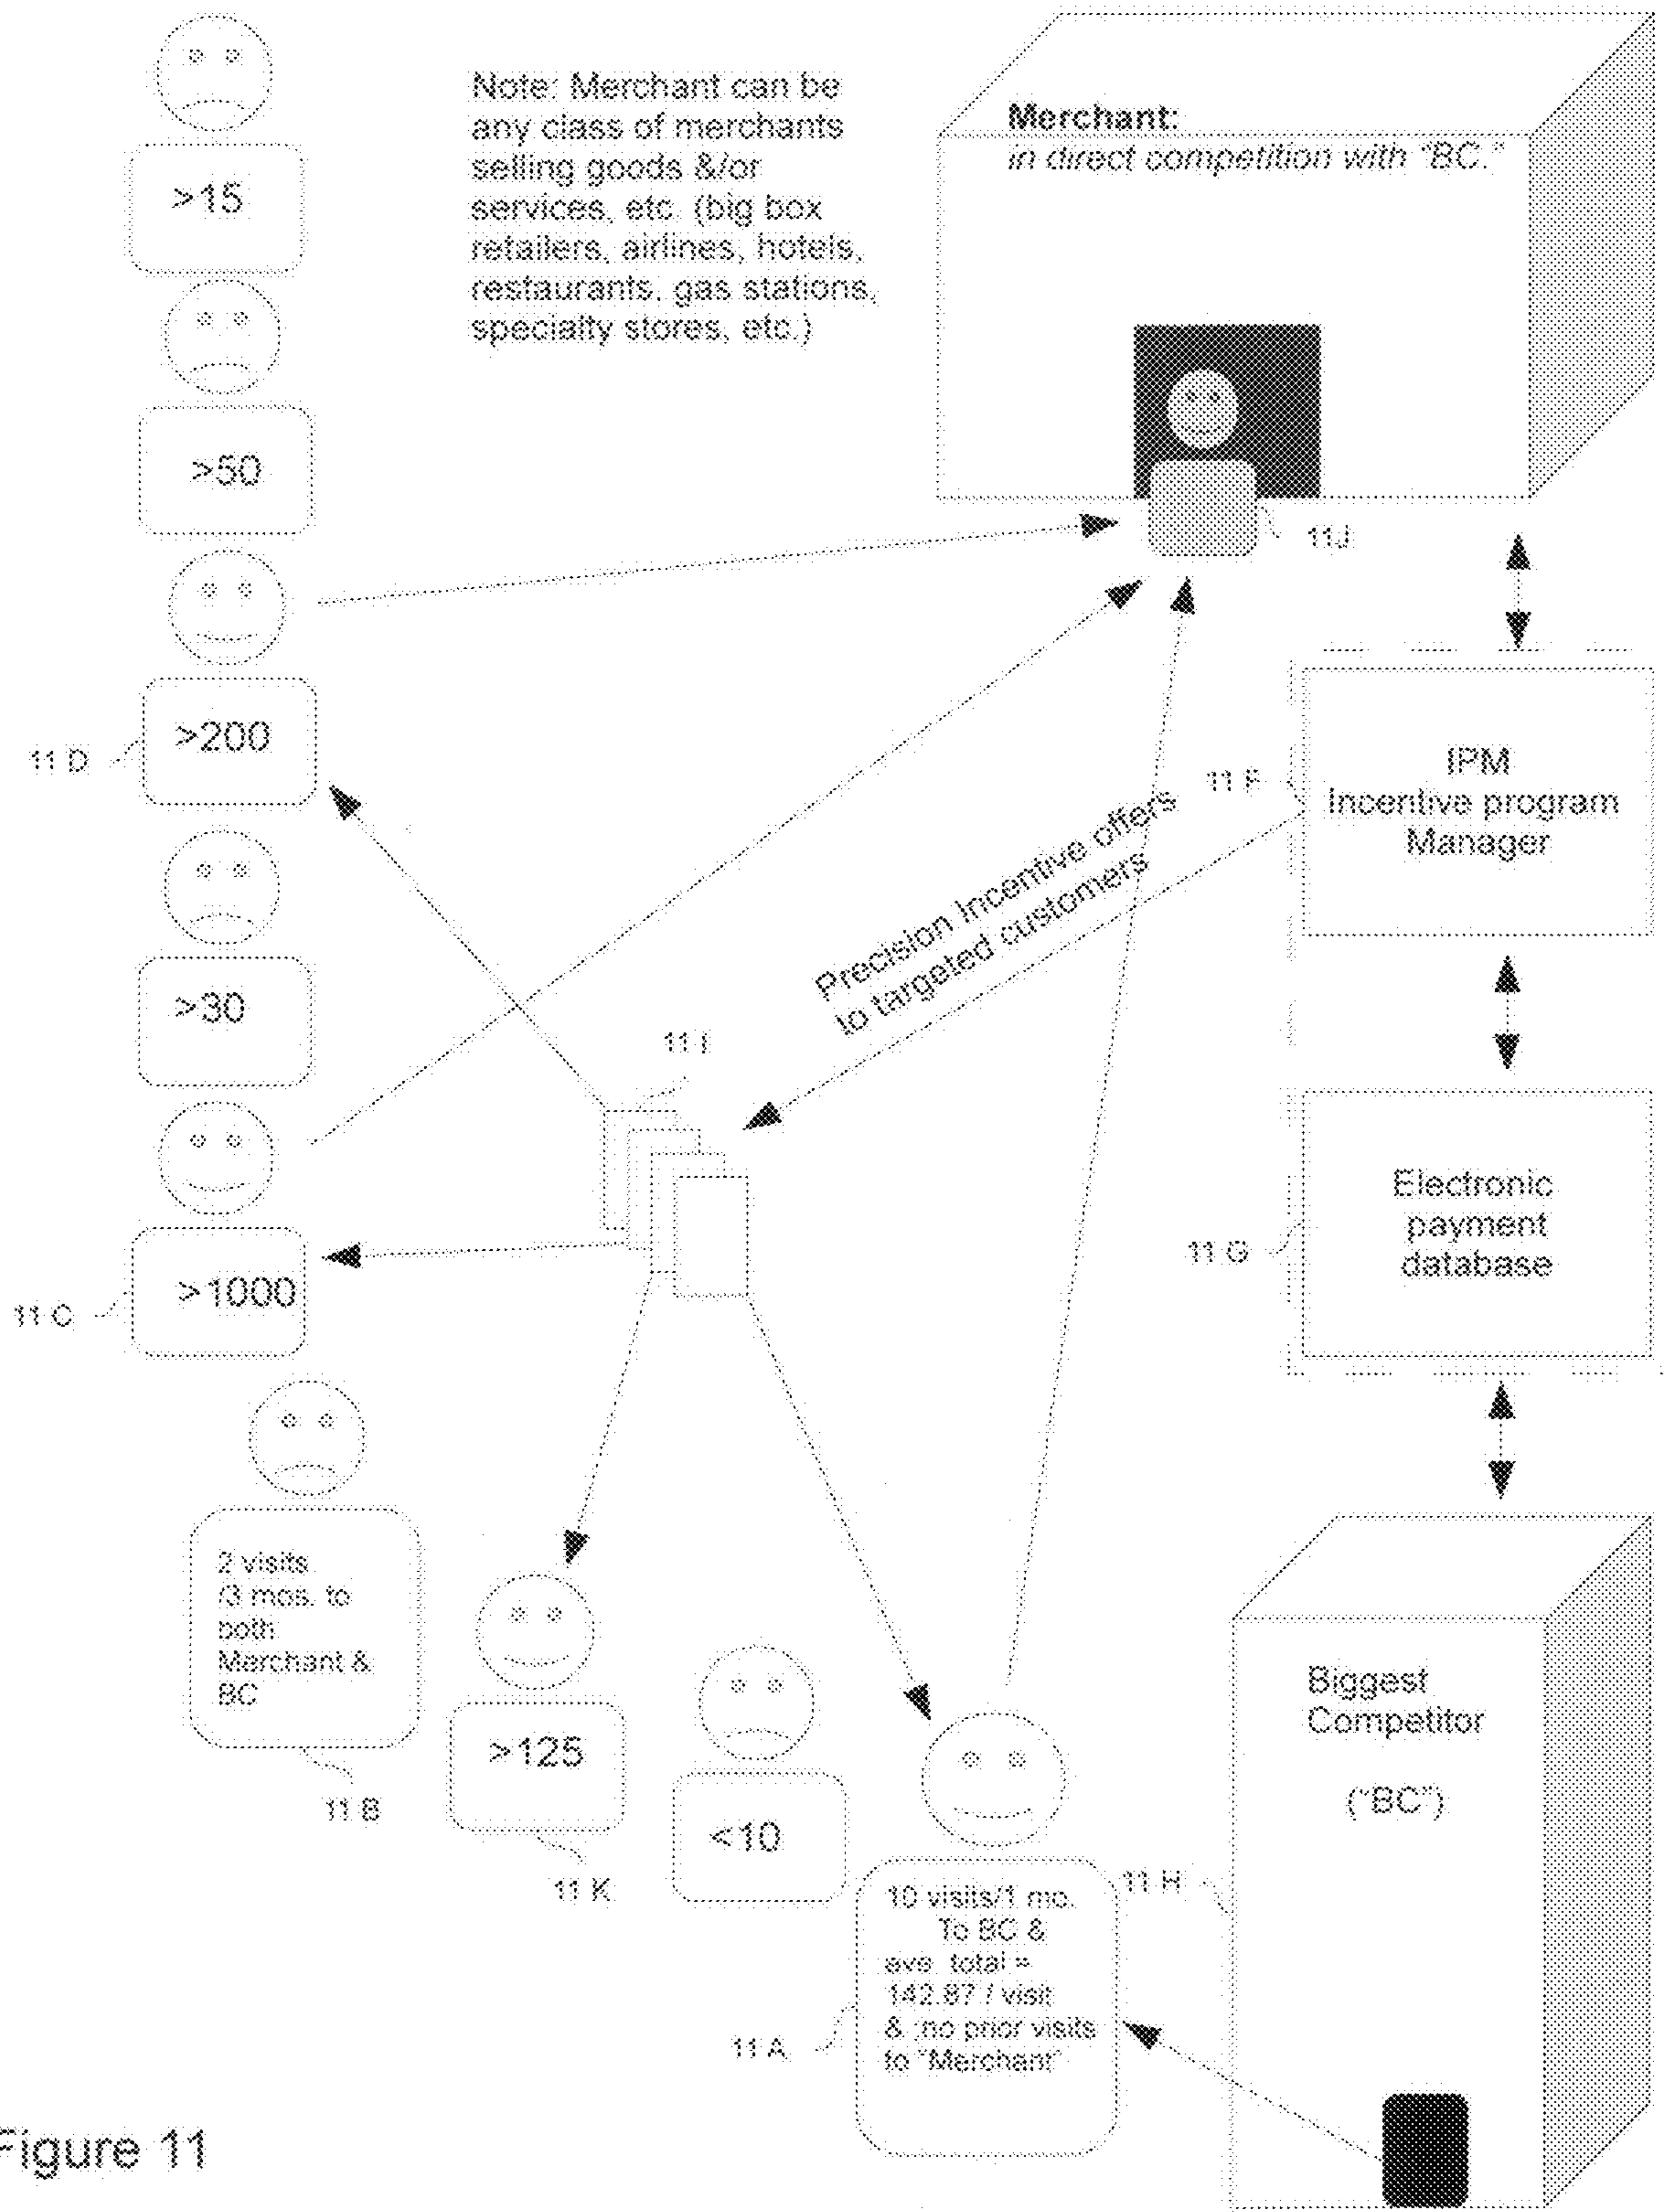 Note: Merchant can be
any class of merchants
selling goods &/or
services, etc. (big box
retailers, airlines, hotels,
restaurants, gas stations,
specialty stores, etc.)
Merchant:
in direct competition with "BC."
>15
>50
11J
>200
11 D
11 F
IPM
Incentive program
Manager
Precision Incentive offers
to targeted customers
>30
11 I
Electronic
payment
database
11 G
>1000
11 C
2 visits
/3 mos. to
both
Merchant &
BC
11 B
>125
11 K
<10
10 visits/1 mo.
To BC &
ave. total =
142.87 / visit
& no prior visits
to "Merchant"
11 A
11 H
Biggest
Competitor
("BC")
Figure 11